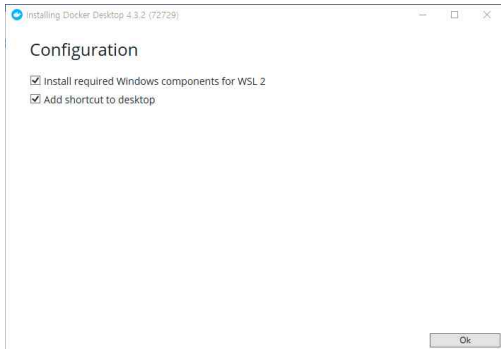 Installing Docker Desktop 4.3.2 (72729)
Configuration
Install required Windows components for WSL 2
Add shortcut to desktop
Ok